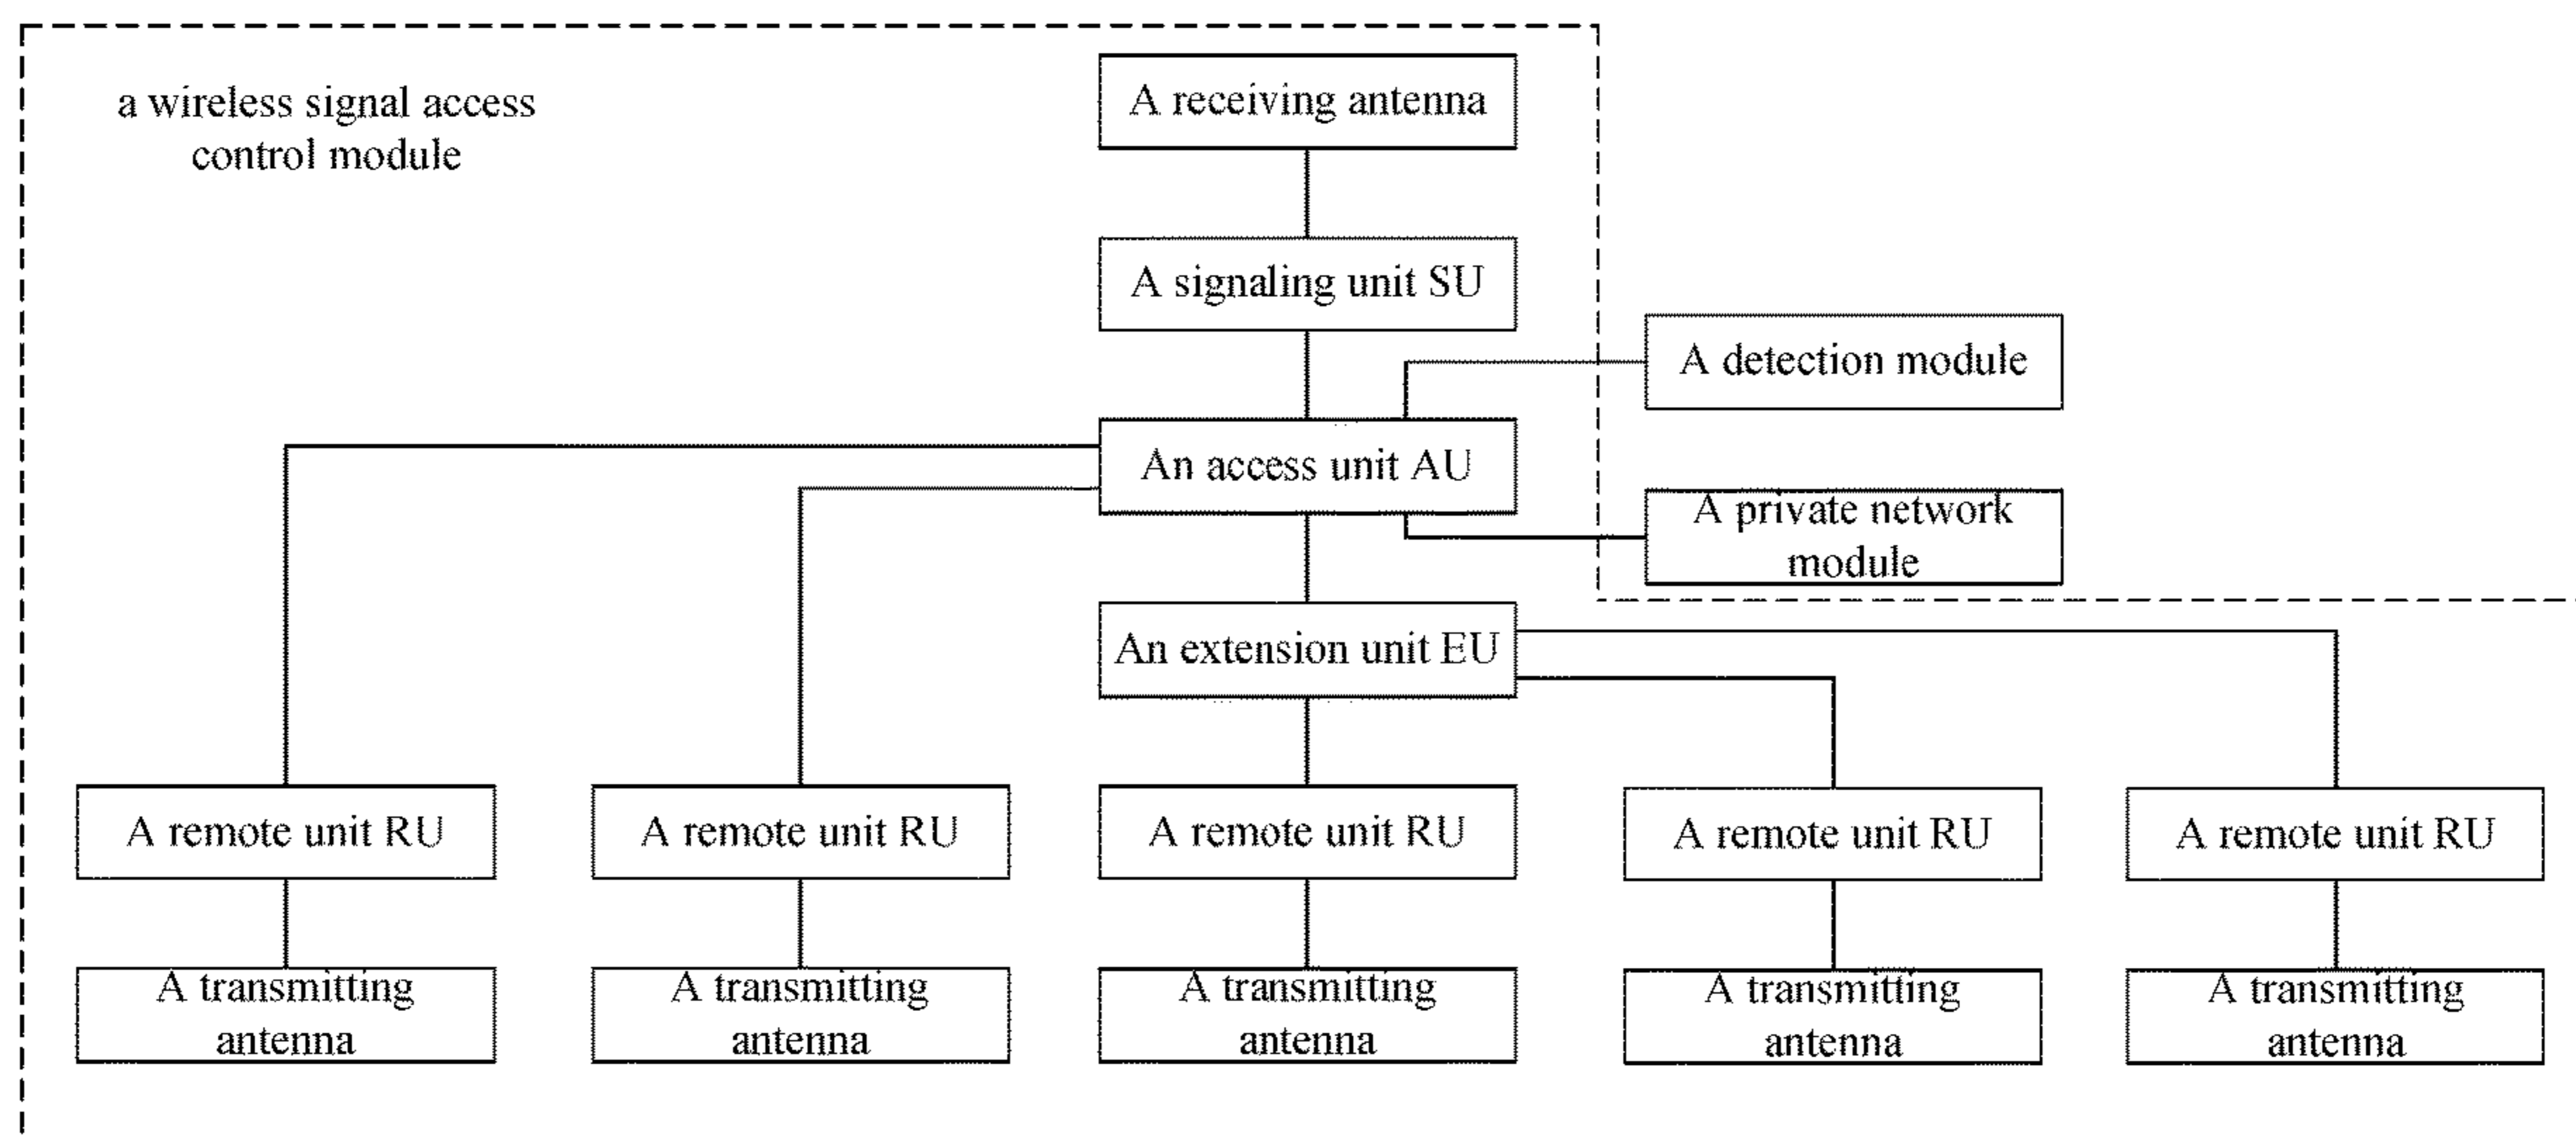 a wireless signal access
control module
A receiving antenna
A signaling unit SU
A detection module
An access unit AU
A private network
module
An extension unit EU
A remote unit RU
A remote unit RU
A remote unit RU
A remote unit RU
A remote unit RU
A transmitting
antenna
A transmitting
antenna
A transmitting
antenna
A transmitting
antenna
A transmitting
antenna